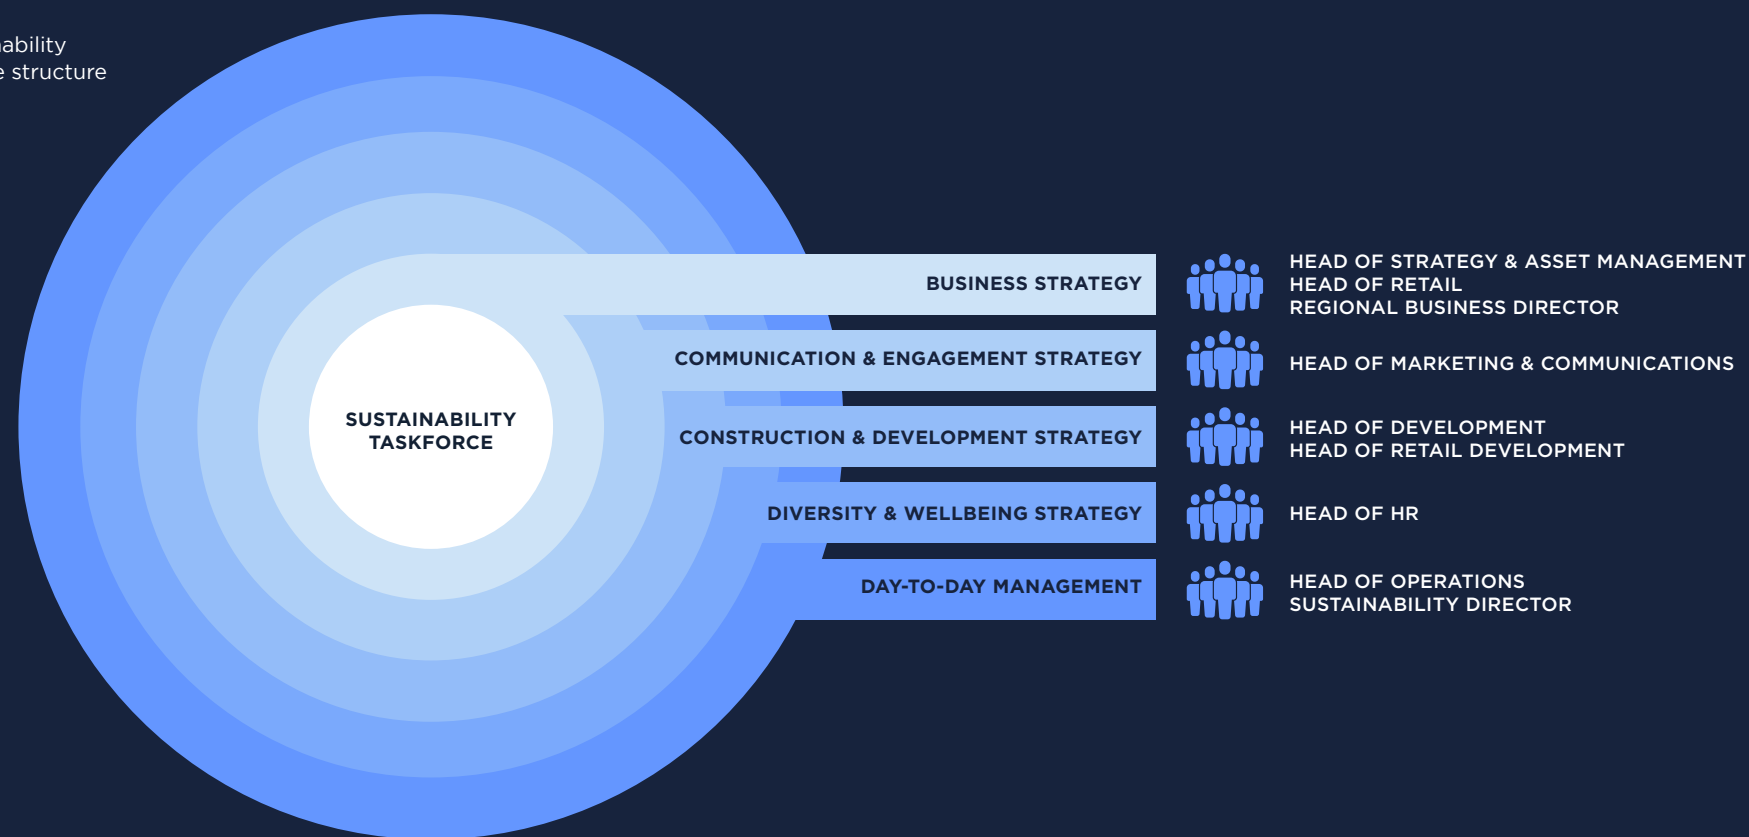 ability
structure
SUSTAINABILITY
TASKFORCE
BUSINESS STRATEGY
HEAD OF STRATEGY & ASSET MANAGEMENT
HEAD OF RETAIL
REGIONAL BUSINESS DIRECTOR
COMMUNICATION & ENGAGEMENT STRATEGY
HEAD OF MARKETING & COMMUNICATIONS
CONSTRUCTION & DEVELOPMENT STRATEGY
HEAD OF DEVELOPMENT
HEAD OF RETAIL DEVELOPMENT
DIVERSITY & WELLBEING STRATEGY
HEAD OF HR
DAY-TO-DAY MANAGEMENT
HEAD OF OPERATIONS
SUSTAINABILITY DIRECTOR